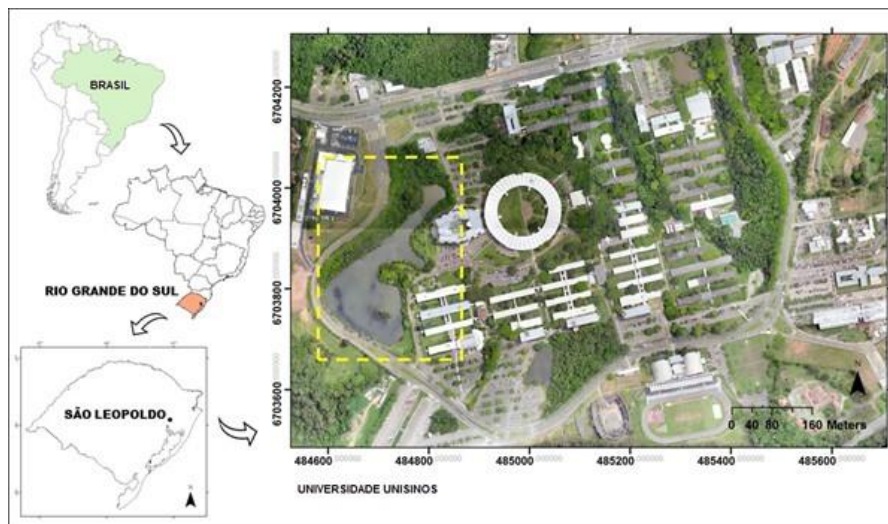 BRASIL
RIO GRANDE DO SUL
SÃO LEOPOLDO
6704200
6704000
6703800
6703600
N
0 40 80 160 Meters
484600 484800 485000 485200 485400 485600
UNIVERSIDADE UNISINOS